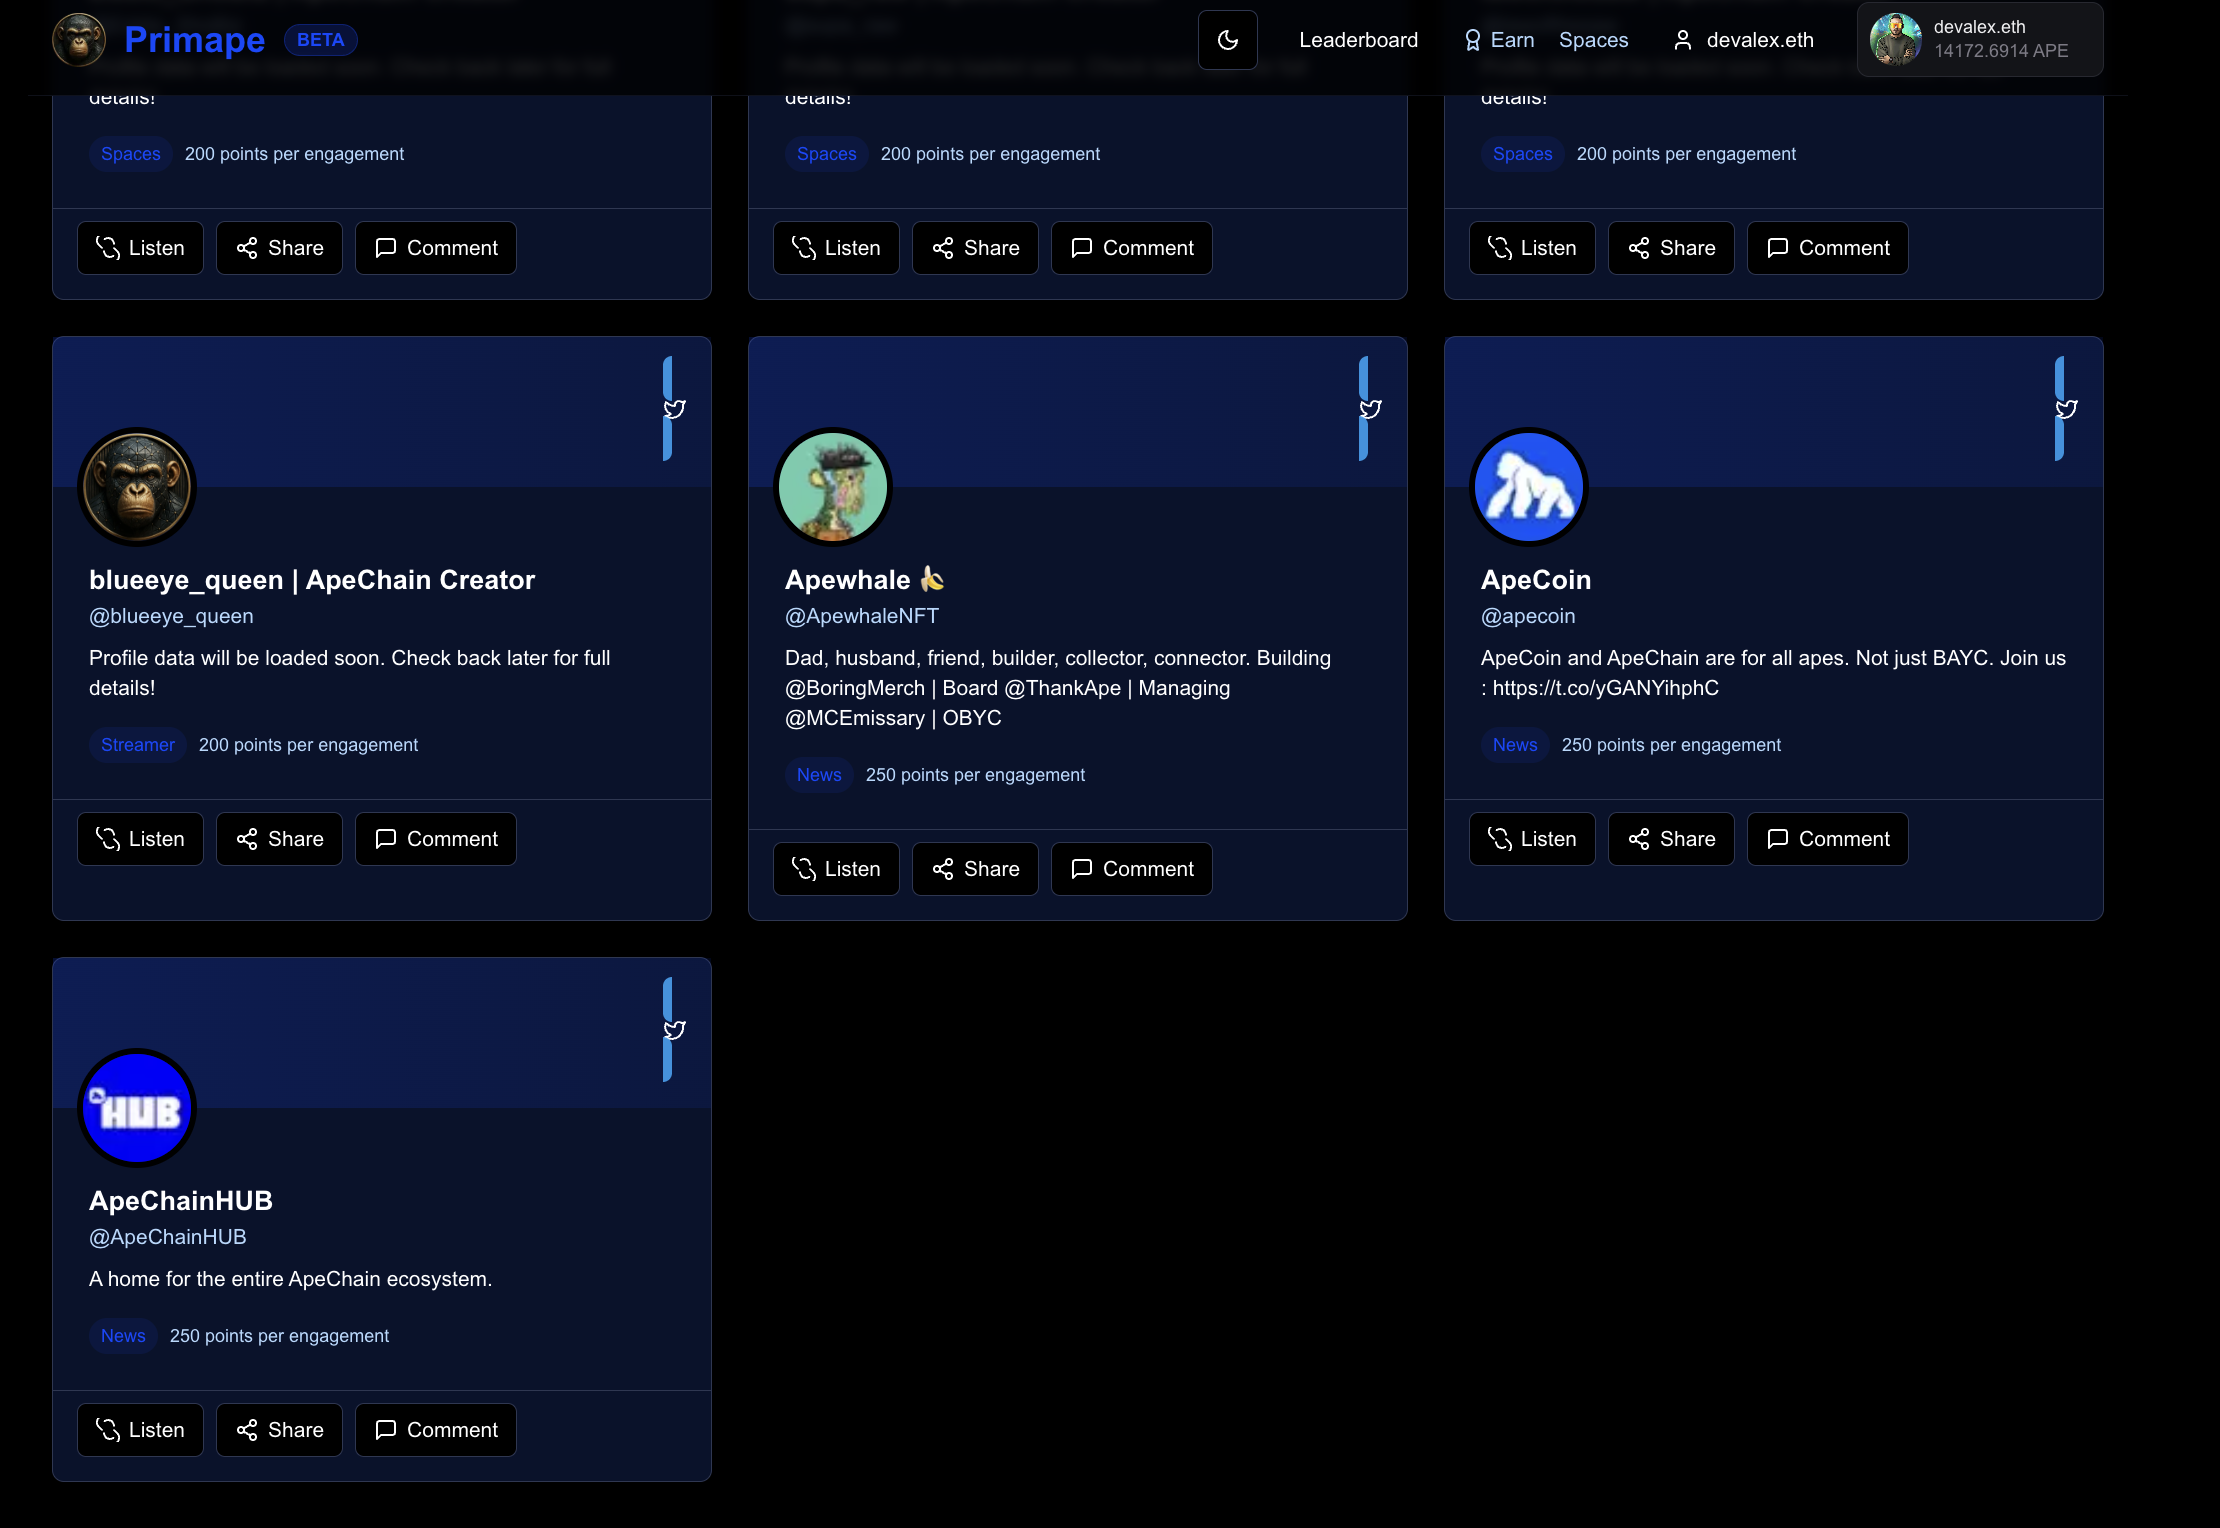 Primape BETA
Leaderboard
Earn
Spaces
devalex.eth
devalex.eth
14172.6914 APE
details!
details!
details!
Spaces 200 points per engagement
Spaces 200 points per engagement
Spaces 200 points per engagement
Listen Share Comment
Listen Share Comment
Listen Share Comment
blueeye_queen | ApeChain Creator
@blueeye_queen
Profile data will be loaded soon. Check back later for full
details!
Streamer 200 points per engagement
Listen Share Comment
Apewhale 🍌
@ApewhaleNFT
Dad, husband, friend, builder, collector, connector. Building
@BoringMerch | Board @ThankApe | Managing
@MCEmissary | OBYC
News 250 points per engagement
Listen Share Comment
ApeCoin
@apecoin
ApeCoin and ApeChain are for all apes. Not just BAYC. Join us
: https://t.co/yGANYihphC
News 250 points per engagement
Listen Share Comment
HUB
ApeChainHUB
@ApeChainHUB
A home for the entire ApeChain ecosystem.
News 250 points per engagement
Listen Share Comment